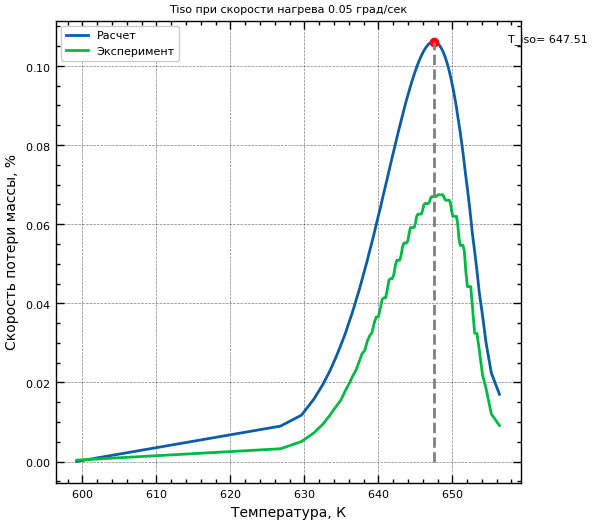 Tiso при скорости нагрева 0.05 град/сек
Расчет
Эксперимент
T_iso= 647.51
Скорость потери массы, %
0.10
0.08
0.06
0.04
0.02
0.00
600 610 620 630 640 650
Температура, К